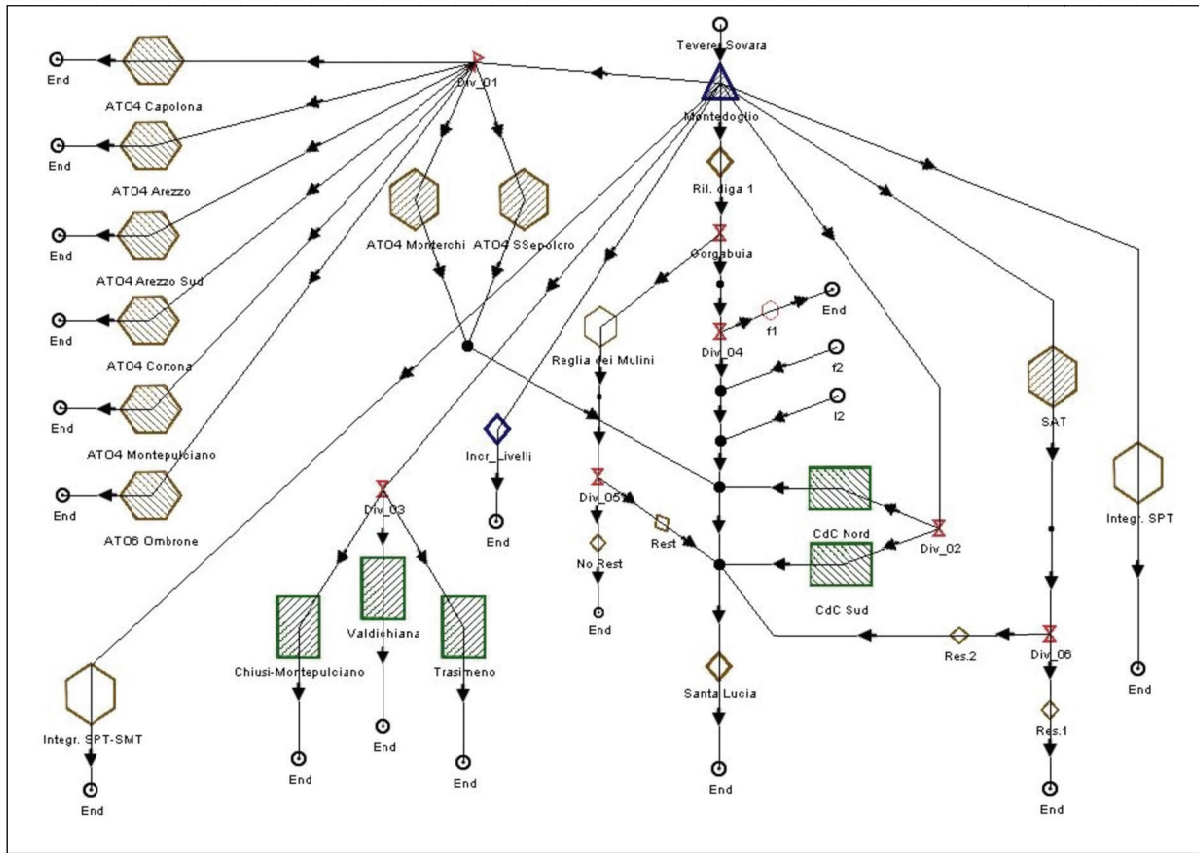 Tevere, Sovara
End
ATO4 Capolona
Div_01
Montedoglio
End
ATO4 Arezzo
Ril. diga 1
End
ATO4 Arezzo Sud
ATO4 Monterchi
ATO4 SSepolcro
Gorgabuia
End
ATO4 Cortona
Reglia dei Mulini
Div_04
f1
End
f2
End
ATO4 Montepulciano
I2
SAT
Incr_Livelli
End
ATO6 Ombrone
Div_03
Div_05
End
CdC Nord
Div_02
Integr. SPT
Rest
No Rest
CdC Sud
End
Valdichiana
Chiusi-Montepulciano
Trasimeno
Res.2
Div_06
Santa Lucia
End
Integr. SPT-SMT
End
Res.1
End
End
End
End
End